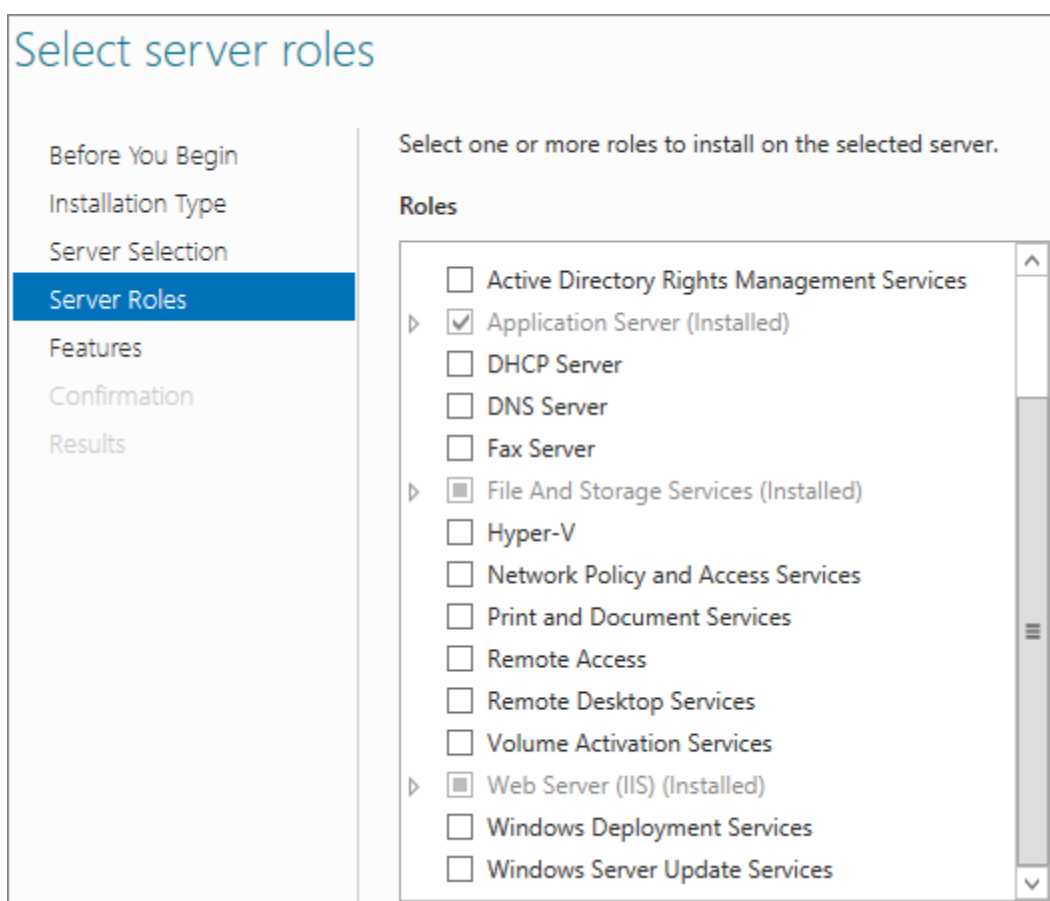 Select server roles
Before You Begin
Installation Type
Server Selection
Server Roles
Features
Confirmation
Results
Select one or more roles to install on the selected server.
Roles
Active Directory Rights Management Services
Application Server (Installed)
DHCP Server
DNS Server
Fax Server
File And Storage Services (Installed)
Hyper-V
Network Policy and Access Services
Print and Document Services
Remote Access
Remote Desktop Services
Volume Activation Services
Web Server (IIS) (Installed)
Windows Deployment Services
Windows Server Update Services